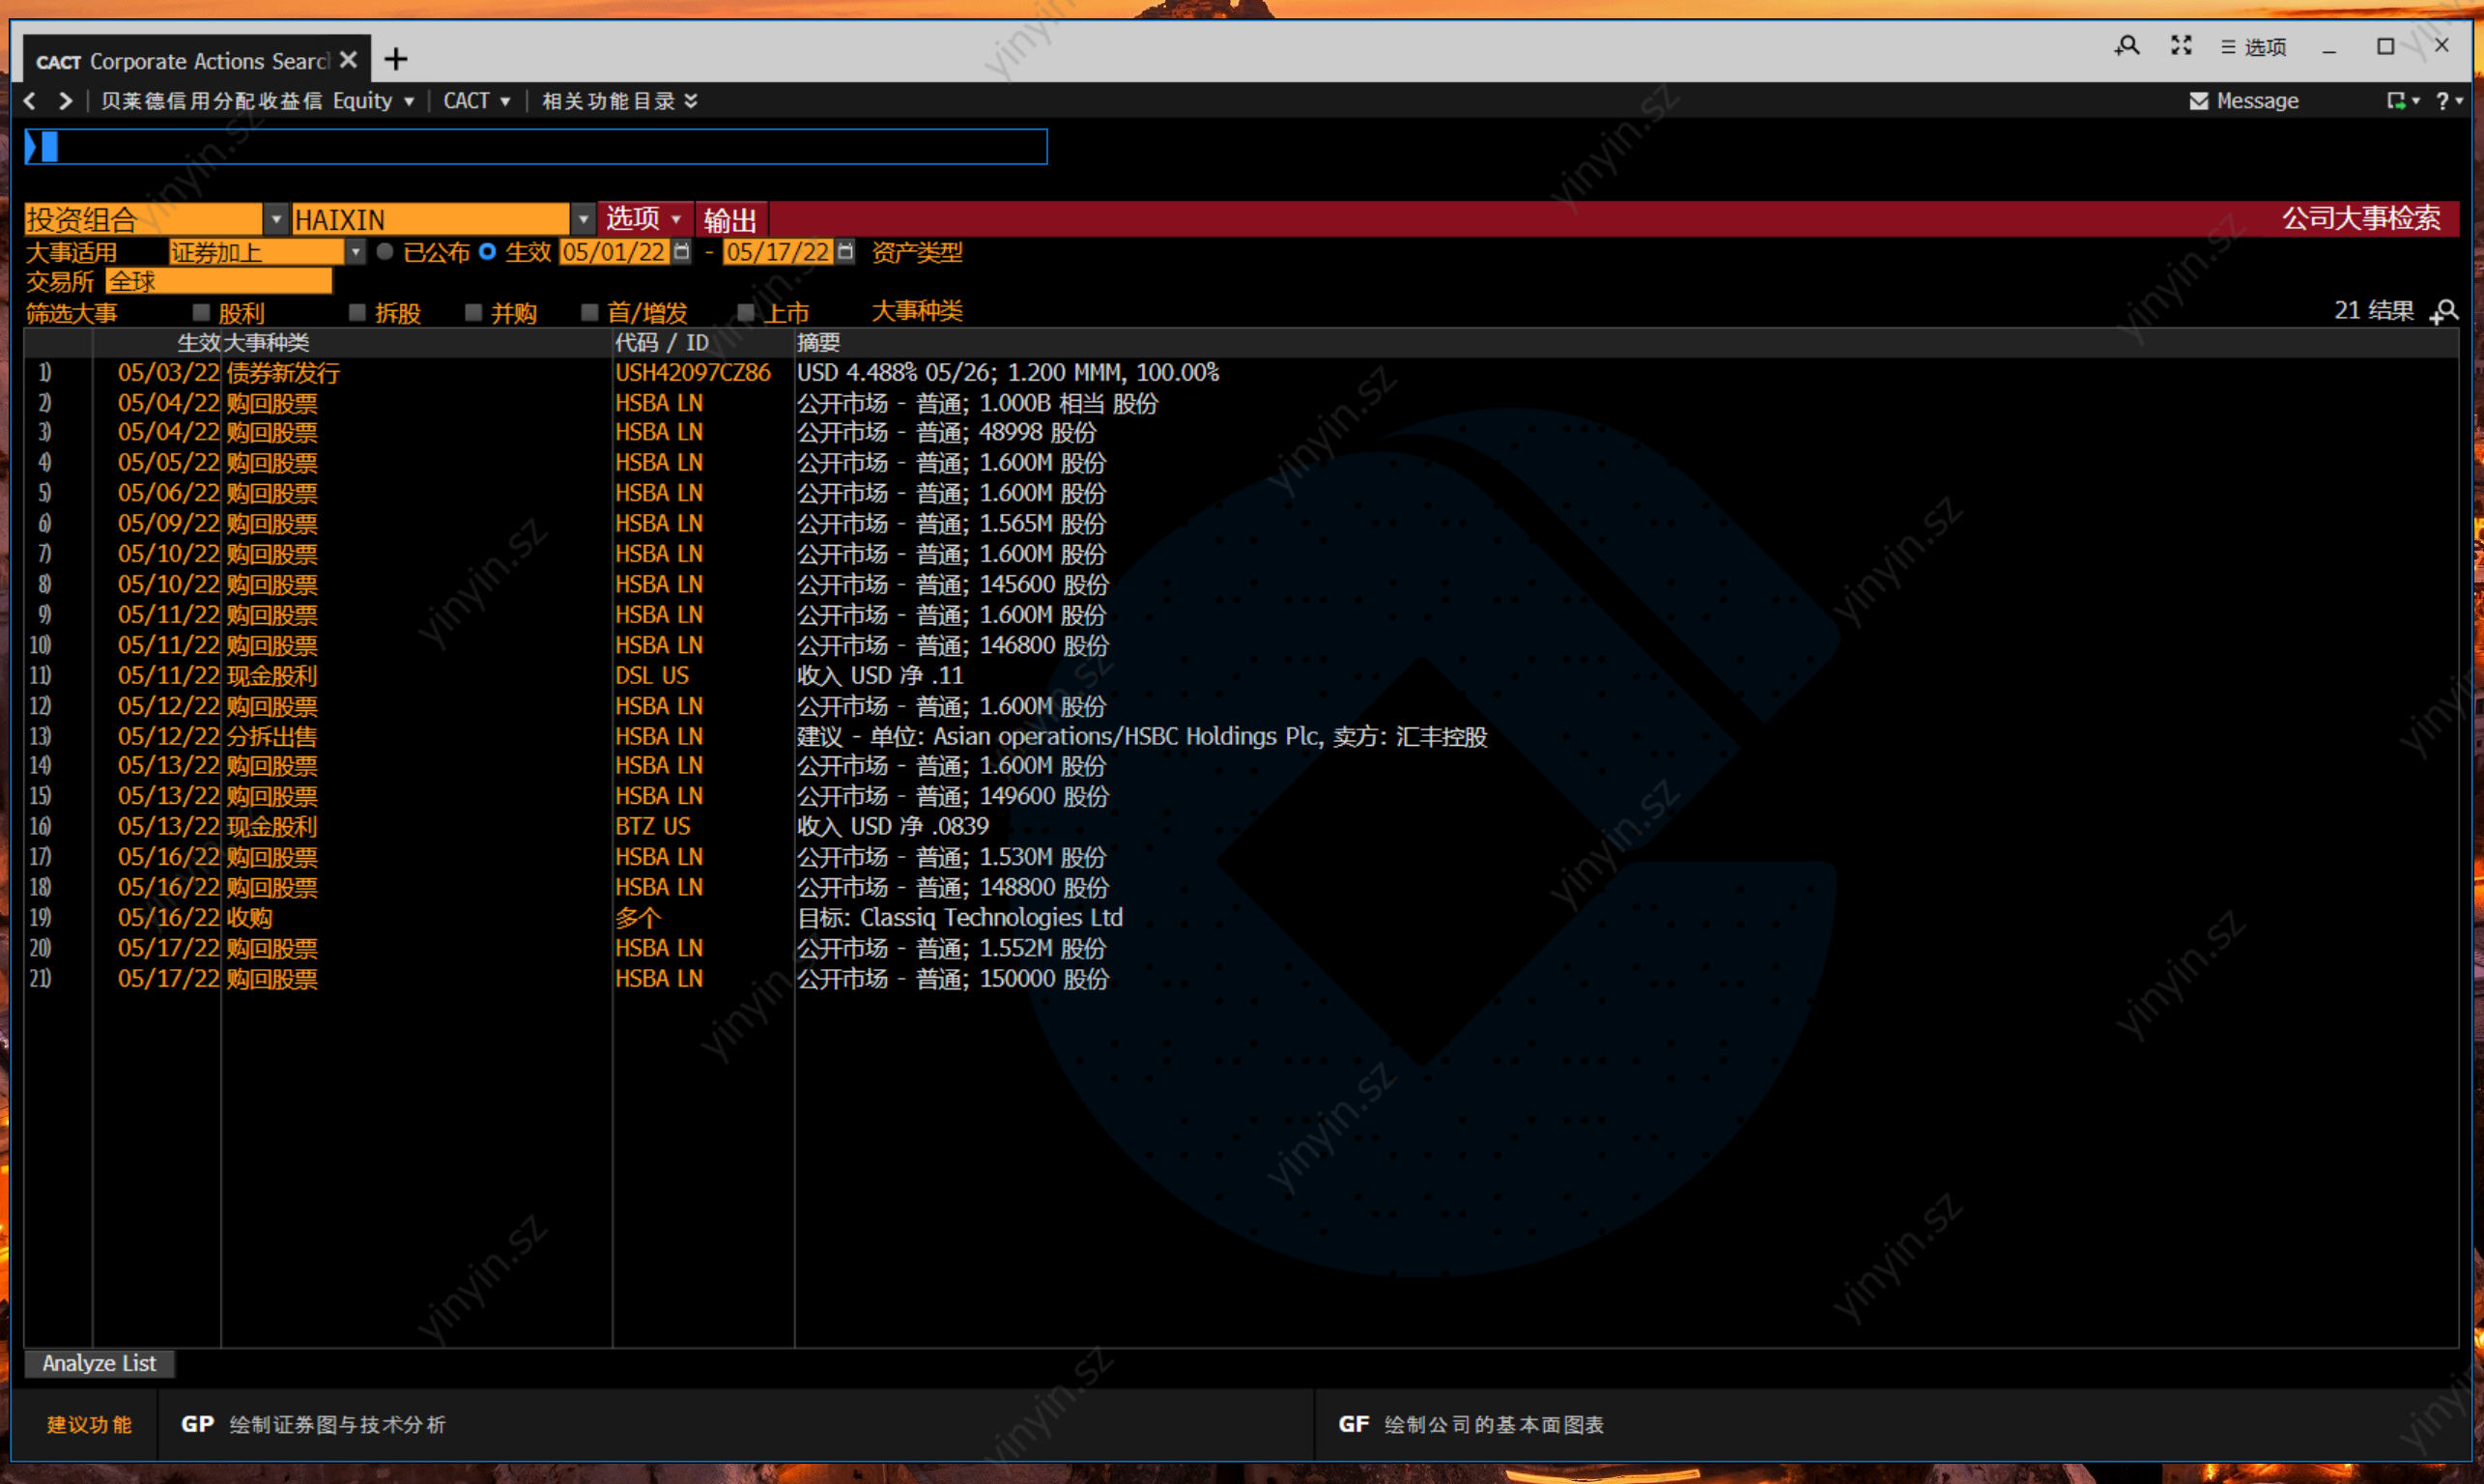 CACT Corporate Actions Searc
选项
贝莱德信用分配收益信 Equity CACT 相关功能目录 Message ?
投资组合 HAIXIN 选项 输出 公司大事检索
大事适用 证券加上 已公布 生效 05/01/22 - 05/17/22 资产类型
交易所 全球
筛选大事 股利 拆股 并购 首/增发 上市 大事种类 21 结果
生效 大事种类 代码 / ID 摘要
1) 05/03/22 债券新发行 USH42097CZ86 USD 4.488% 05/26; 1.200 MMM, 100.00%
2) 05/04/22 购回股票 HSBA LN 公开市场 - 普通; 1.000B 相当 股份
3) 05/04/22 购回股票 HSBA LN 公开市场 - 普通; 48998 股份
4) 05/05/22 购回股票 HSBA LN 公开市场 - 普通; 1.600M 股份
5) 05/06/22 购回股票 HSBA LN 公开市场 - 普通; 1.600M 股份
6) 05/09/22 购回股票 HSBA LN 公开市场 - 普通; 1.565M 股份
7) 05/10/22 购回股票 HSBA LN 公开市场 - 普通; 1.600M 股份
8) 05/10/22 购回股票 HSBA LN 公开市场 - 普通; 145600 股份
9) 05/11/22 购回股票 HSBA LN 公开市场 - 普通; 1.600M 股份
10) 05/11/22 购回股票 HSBA LN 公开市场 - 普通; 146800 股份
11) 05/11/22 现金股利 DSL US 收入 USD 净 .11
12) 05/12/22 购回股票 HSBA LN 公开市场 - 普通; 1.600M 股份
13) 05/12/22 分拆出售 HSBA LN 建议 - 单位: Asian operations/HSBC Holdings Plc, 卖方: 汇丰控股
14) 05/13/22 购回股票 HSBA LN 公开市场 - 普通; 1.600M 股份
15) 05/13/22 购回股票 HSBA LN 公开市场 - 普通; 149600 股份
16) 05/13/22 现金股利 BTZ US 收入 USD 净 .0839
17) 05/16/22 购回股票 HSBA LN 公开市场 - 普通; 1.530M 股份
18) 05/16/22 购回股票 HSBA LN 公开市场 - 普通; 148800 股份
19) 05/16/22 收购 多个 目标: Classiq Technologies Ltd
20) 05/17/22 购回股票 HSBA LN 公开市场 - 普通; 1.552M 股份
21) 05/17/22 购回股票 HSBA LN 公开市场 - 普通; 150000 股份
Analyze List
建议功能 GP 绘制证券图与技术分析 GF 绘制公司的基本面图表
yinyin.sz